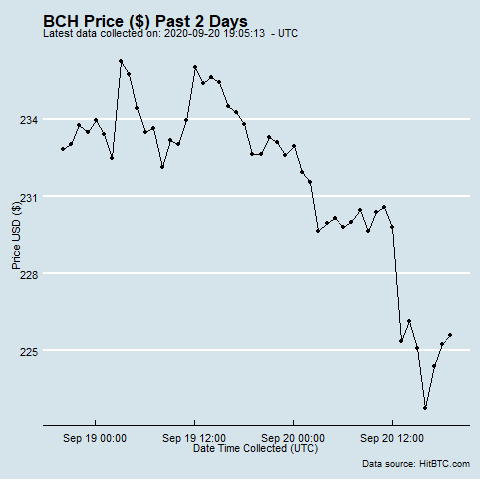 BCH Price ($) Past 2 Days
Latest data collected on: 2020-09-20 19:05:13 - UTC
Price USD ($)
234
231
228
225
Sep 19 00:00 Sep 19 12:00 Sep 20 00:00 Sep 20 12:00
Date Time Collected (UTC)
Data source: HitBTC.com